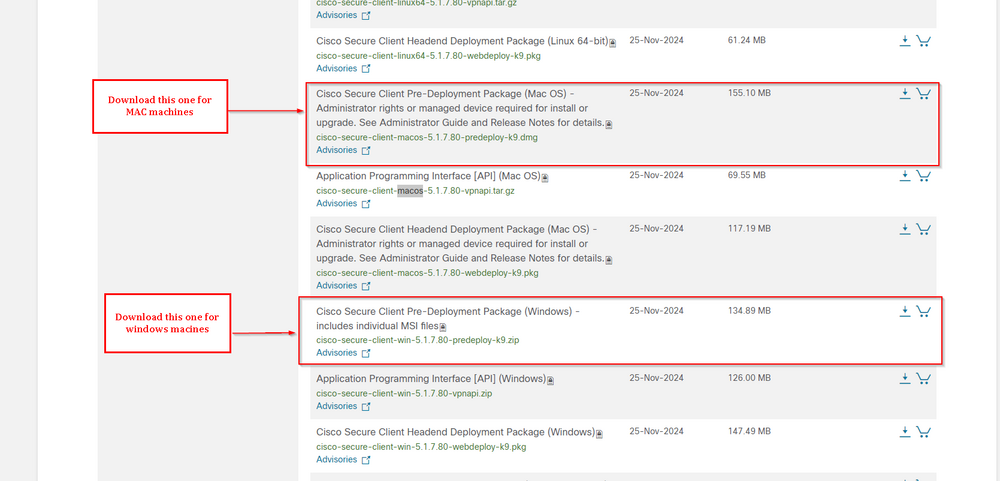 cisco-secure-client-linux64-5.1.7.80-vpnapi.tar.gz
Advisories
Cisco Secure Client Headend Deployment Package (Linux 64-bit) 25-Nov-2024 61.24 MB
cisco-secure-client-linux64-5.1.7.80-webdeploy-k9.pkg
Advisories
Download this one for
MAC machines
Cisco Secure Client Pre-Deployment Package (Mac OS) - 25-Nov-2024 155.10 MB
Administrator rights or managed device required for install or
upgrade. See Administrator Guide and Release Notes for details.
cisco-secure-client-macos-5.1.7.80-predeploy-k9.dmg
Advisories
Application Programming Interface [API] (Mac OS) 25-Nov-2024 69.55 MB
cisco-secure-client-macos-5.1.7.80-vpnapi.tar.gz
Advisories
Cisco Secure Client Headend Deployment Package (Mac OS) - 25-Nov-2024 117.19 MB
Administrator rights or managed device required for install or
upgrade. See Administrator Guide and Release Notes for details.
cisco-secure-client-macos-5.1.7.80-webdeploy-k9.pkg
Advisories
Download this one for
windows macines
Cisco Secure Client Pre-Deployment Package (Windows) - 25-Nov-2024 134.89 MB
includes individual MSI files
cisco-secure-client-win-5.1.7.80-predeploy-k9.zip
Advisories
Application Programming Interface [API] (Windows) 25-Nov-2024 126.00 MB
cisco-secure-client-win-5.1.7.80-vpnapi.zip
Advisories
Cisco Secure Client Headend Deployment Package (Windows) 25-Nov-2024 147.49 MB
cisco-secure-client-win-5.1.7.80-webdeploy-k9.pkg
Advisories